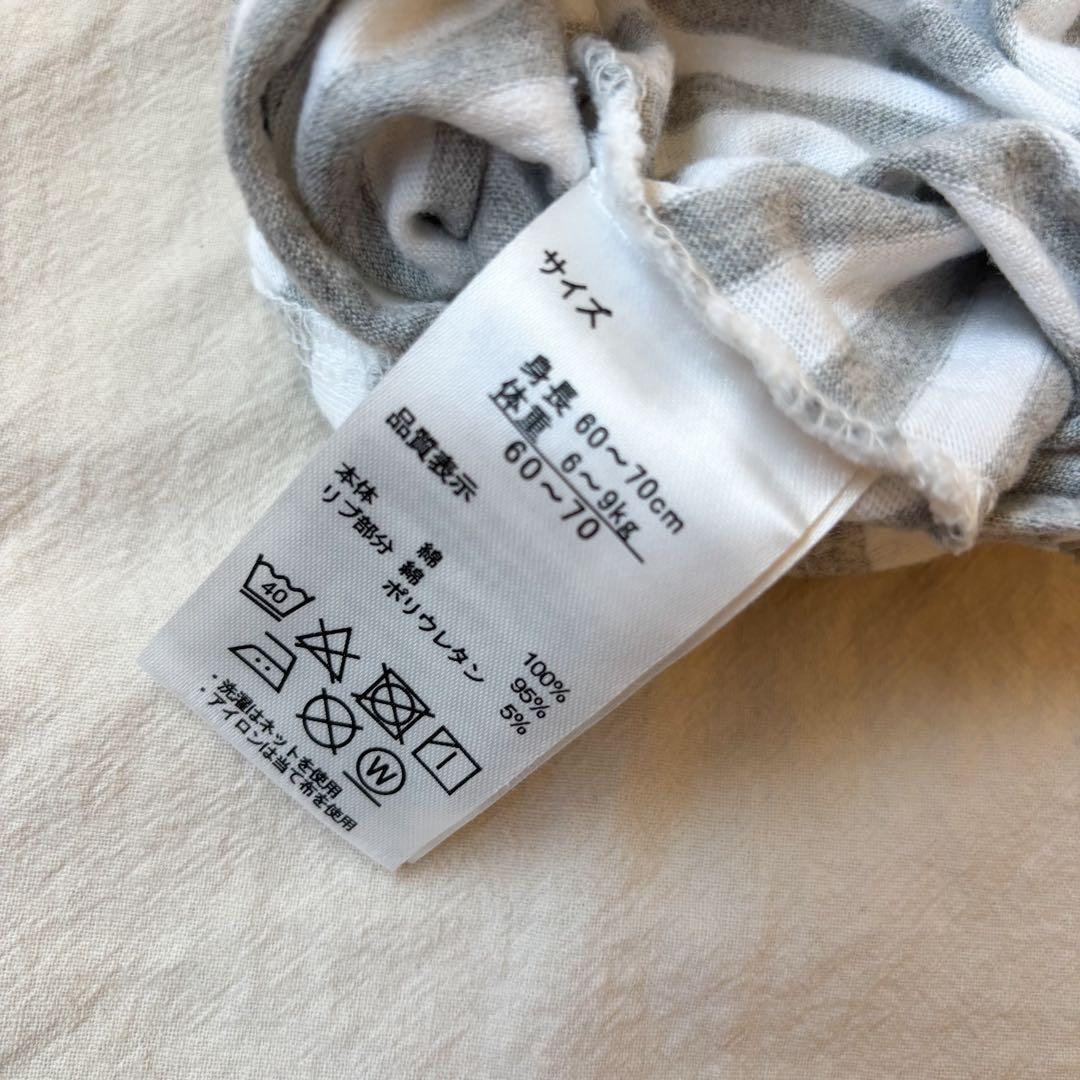 サイズ
身長 60～70cm
体重 6～9kg
60～70
品質表示
本体 綿 100%
リブ部分 綿 95%
ポリウレタン 5%
40
W
・洗濯はネットを使用
・アイロンは当て布を使用